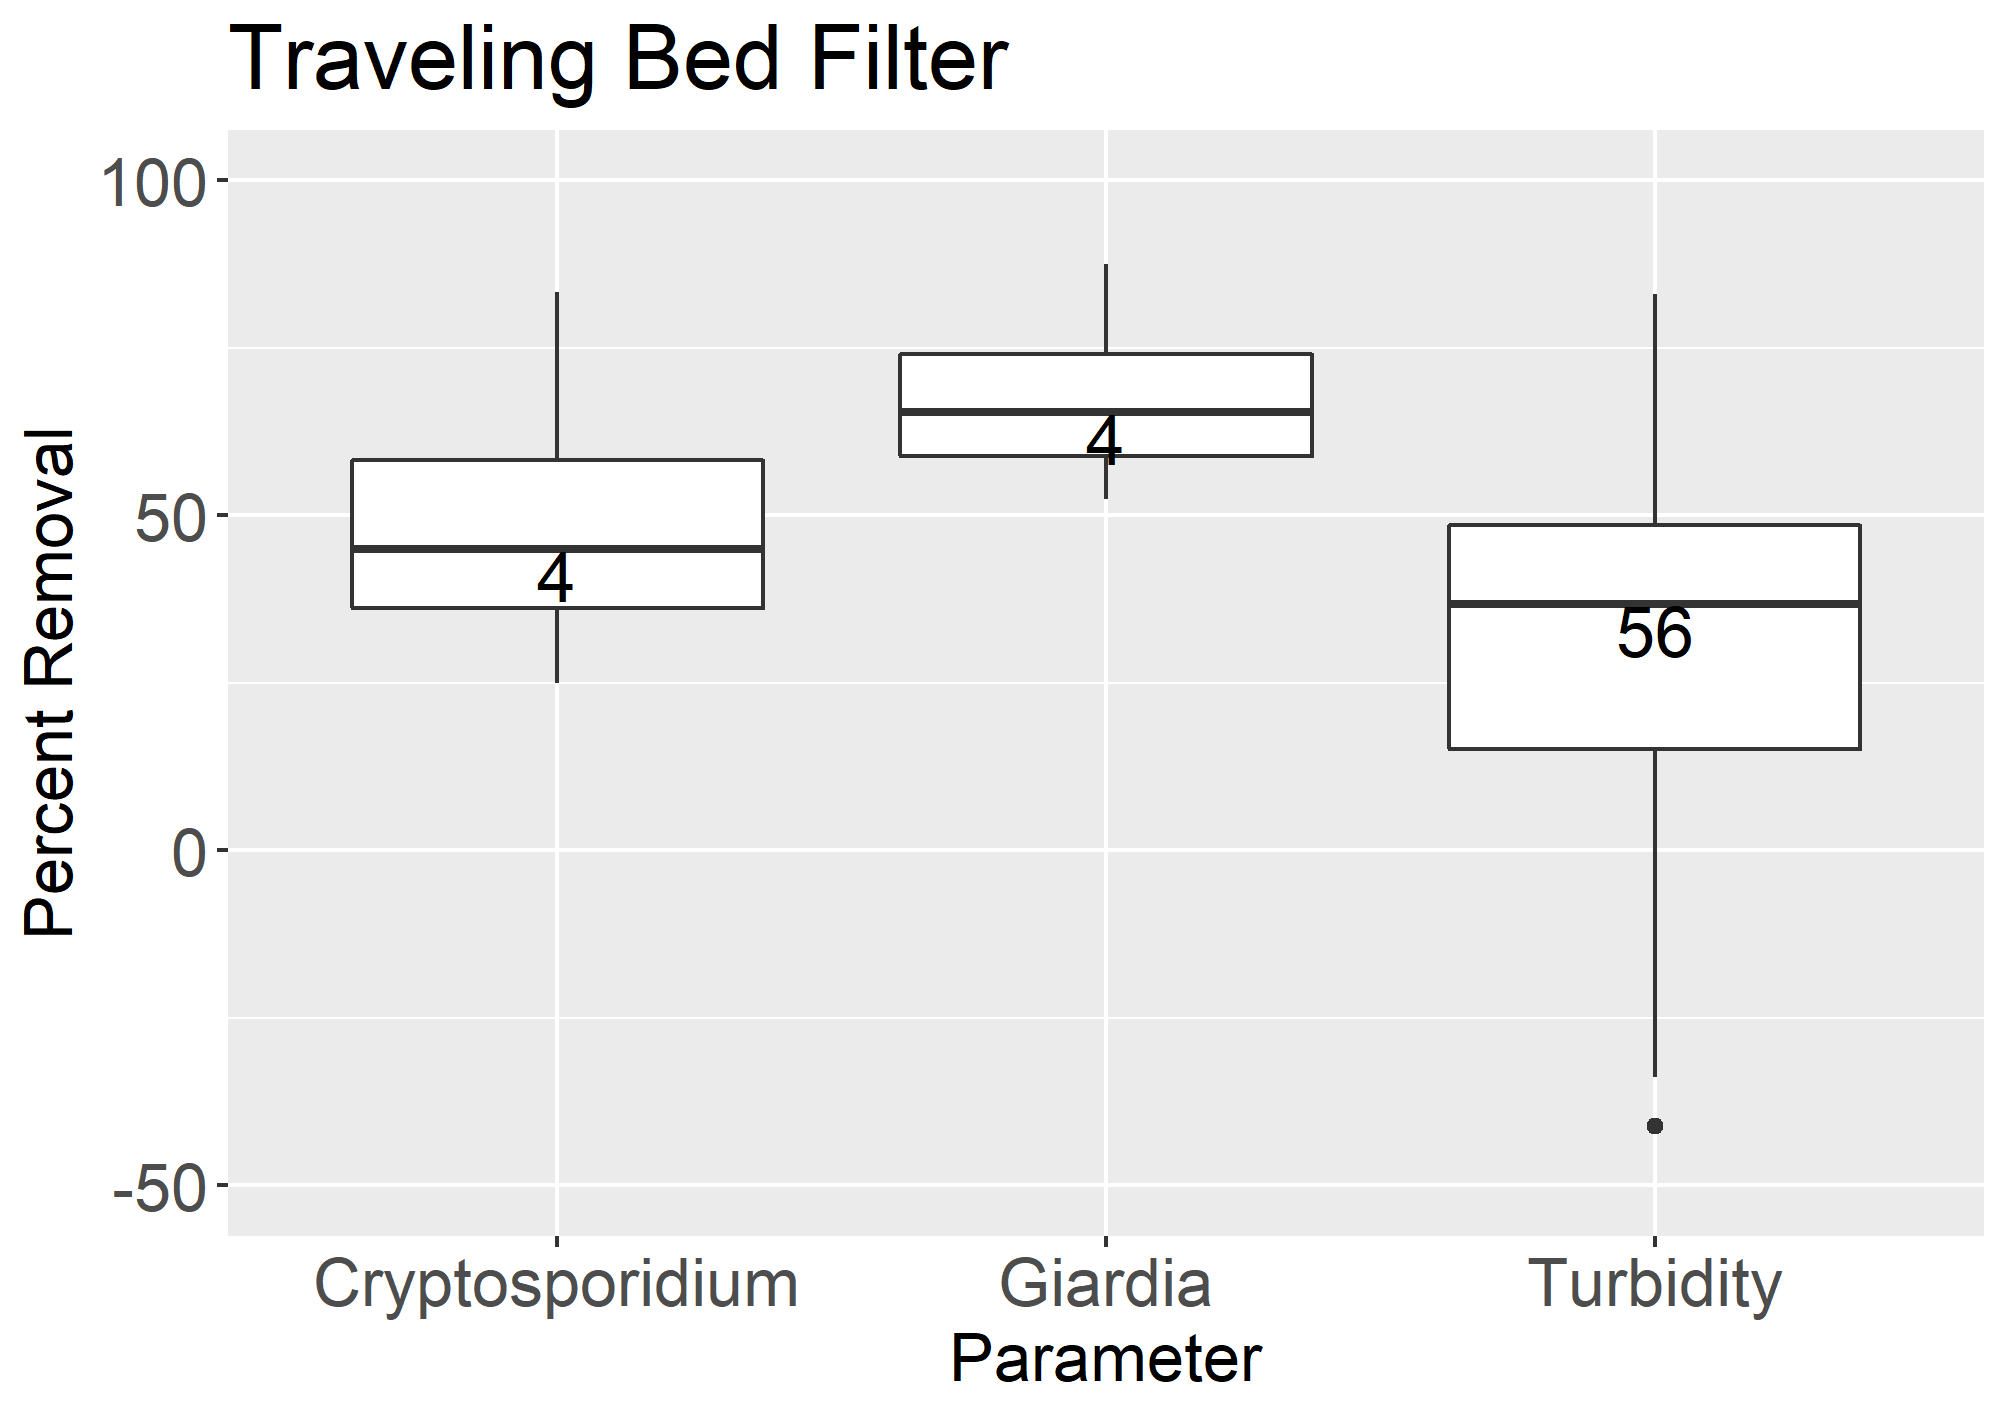 Traveling Bed Filter
Percent Removal
100
50
0
-50
4
4
56
Cryptosporidium
Giardia
Turbidity
Parameter